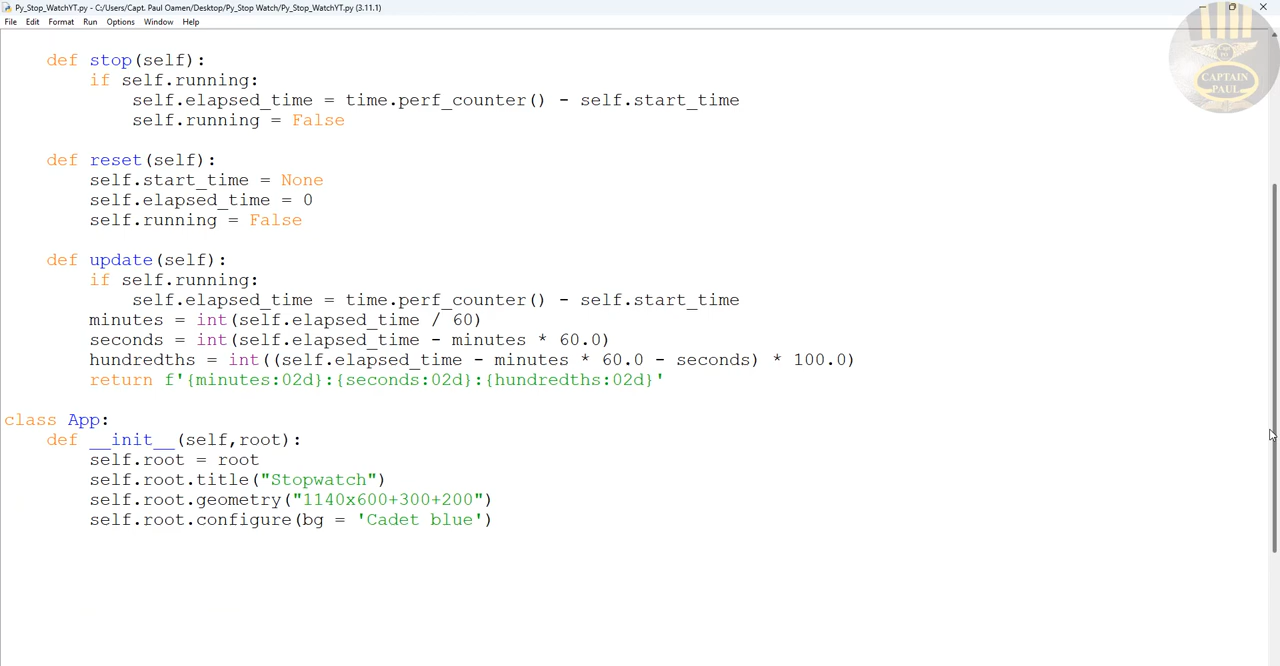 Py_Stop_WatchYT.py - C:/Users/Capt. Paul Oamen/Desktop/Py_Stop Watch/Py_Stop_WatchYT.py (3.11.1)
File Edit Format Run Options Window Help
def stop(self):
if self.running:
self.elapsed_time = time.perf_counter() - self.start_time
self.running = False
def reset(self):
self.start_time = None
self.elapsed_time = 0
self.running = False
def update(self):
if self.running:
self.elapsed_time = time.perf_counter() - self.start_time
minutes = int(self.elapsed_time / 60)
seconds = int(self.elapsed_time - minutes * 60.0)
hundredths = int((self.elapsed_time - minutes * 60.0 - seconds) * 100.0)
return f'{minutes:02d}:{seconds:02d}:{hundredths:02d}'
class App:
def __init__(self,root):
self.root = root
self.root.title("Stopwatch")
self.root.geometry("1140x600+300+200")
self.root.configure(bg = 'Cadet blue')
CAPTAIN
PAUL